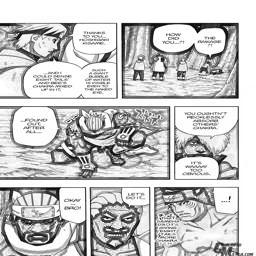 THE
RAIKAGE
?
HOW
DID
YOU...?!
THANKS
TO YOU...
HOSHIGAKI
KISAME.
...AND I
COULD SENSE
EIGHT TAILS'
AND BEE'S
CHAKRA MIXED
UP IN IT.
SUCH
A GIANT
BUBBLE
OF WATER
IS VISIBLE
EVEN TO
THE NAKED
EYE.
YOU OUGHTN'T
RECKLESSLY
ABSORB
OTHERS'
CHAKRA.
IT'S
TOO
OBVIOUS.
...FOUND
OUT,
AFTER
ALL...
...!
LET'S
DO IT...
OKAY
BRO!